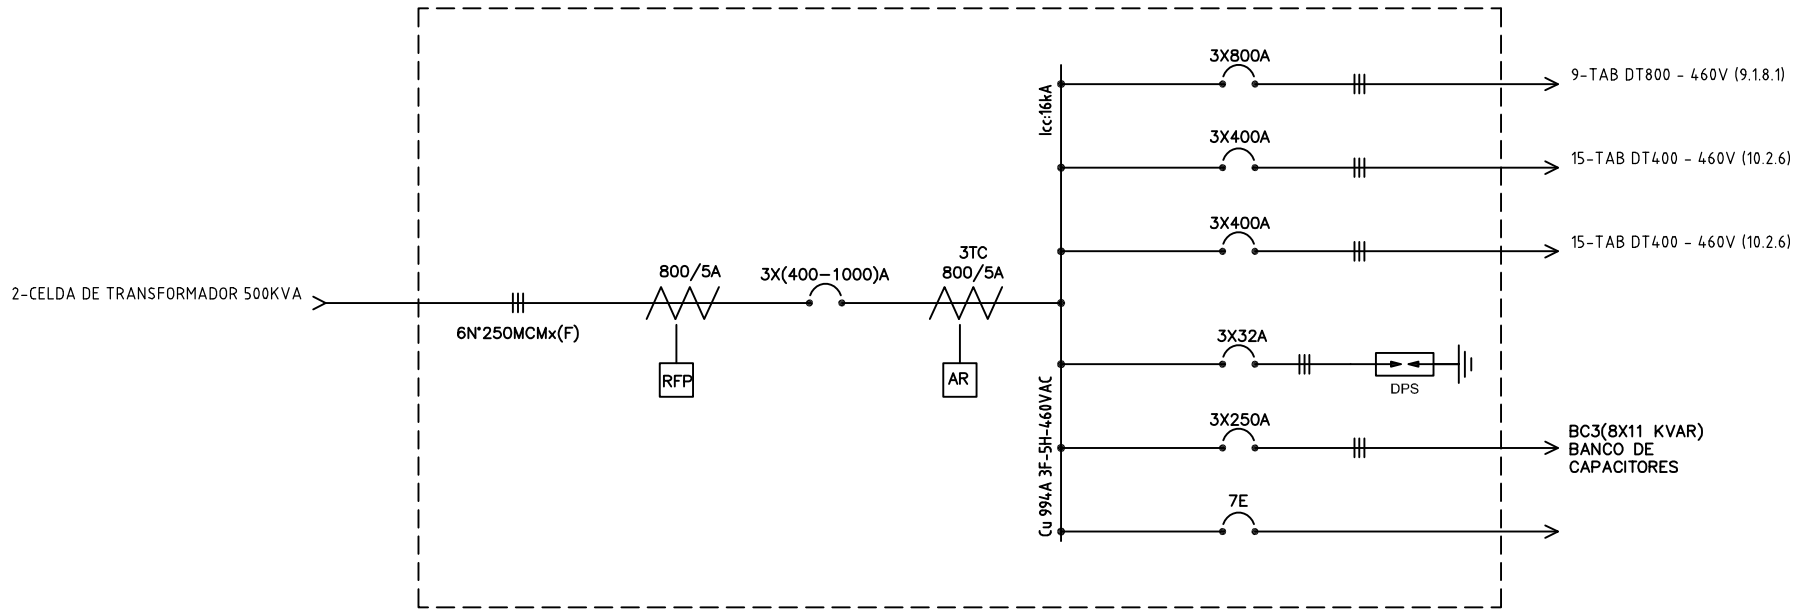 2-CELDA DE TRANSFORMADOR 500KVA
6N°250MCMx(F)
800/5A
RFP
3X(400-1000)A
3TC
800/5A
AR
Icc:16kA
Cu 994A 3F-5H-460VAC
3X800A
9-TAB DT800 - 460V (9.1.8.1)
3X400A
15-TAB DT400 - 460V (10.2.6)
3X400A
15-TAB DT400 - 460V (10.2.6)
3X32A
DPS
3X250A
BC3(8X11 KVAR)
BANCO DE
CAPACITORES
7E